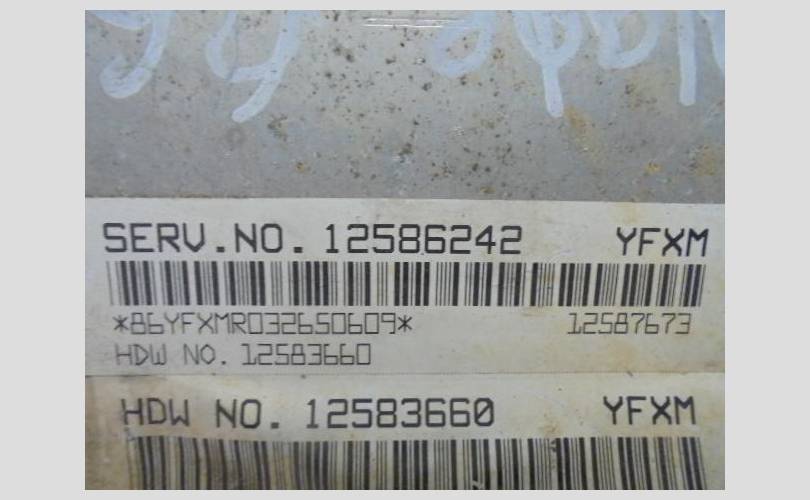 SERV.NO. 12586242 YFXM
*86YFXMR032650609* 12587673
HDW NO. 12583660
HDW NO. 12583660 YFXM